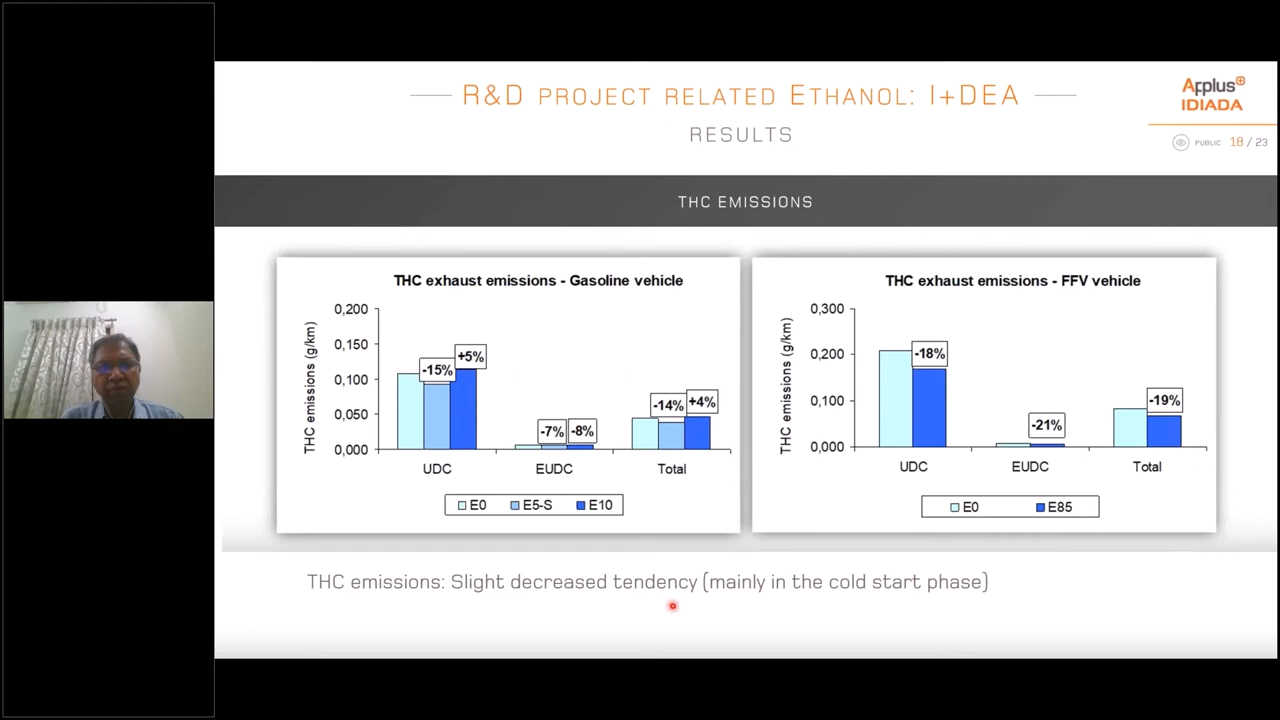 R&D PROJECT RELATED ETHANOL: I+DEA
RESULTS
Applus+
IDIADA
PUBLIC 18 / 23
THC EMISSIONS
THC exhaust emissions - Gasoline vehicle
THC emissions (g/km)
0,200
0,150
0,100
0,050
0,000
-15%
+5%
-7%
-8%
-14%
+4%
UDC
EUDC
Total
E0
E5-S
E10
THC exhaust emissions - FFV vehicle
THC emissions (g/km)
0,300
0,200
0,100
0,000
-18%
-21%
-19%
UDC
EUDC
Total
E0
E85
THC emissions: Slight decreased tendency (mainly in the cold start phase)